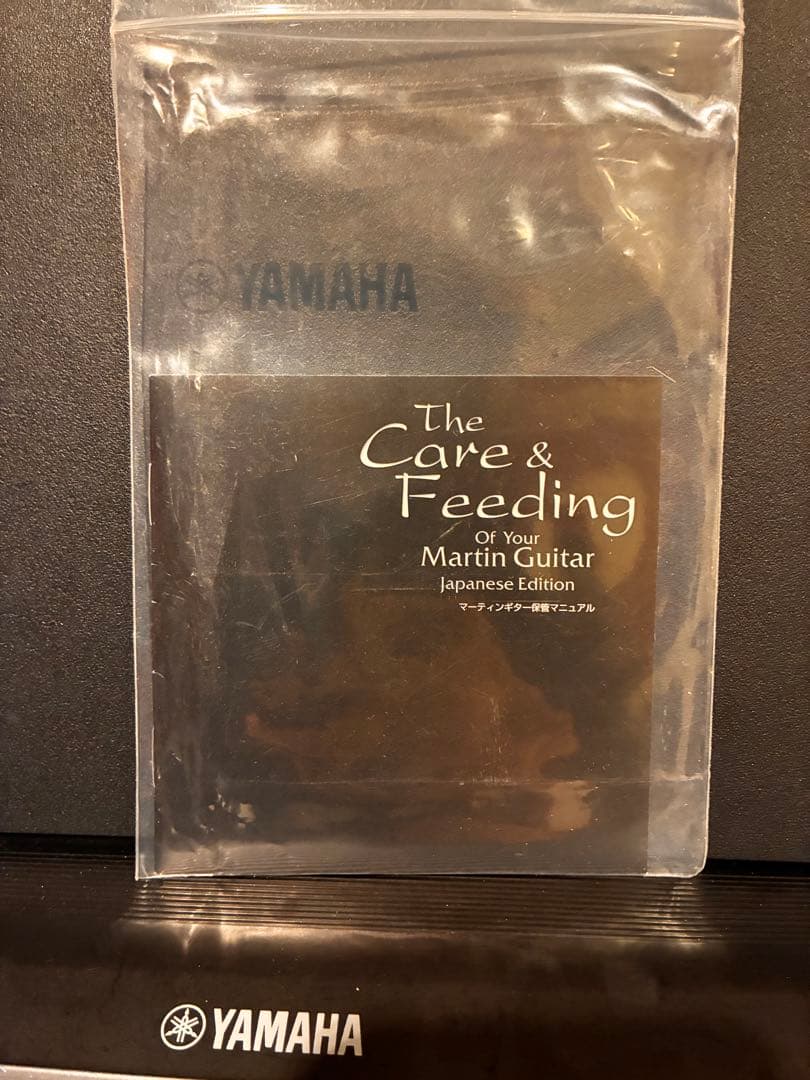 YAMAHA
The
Care &
Feeding
Of Your
Martin Guitar
Japanese Edition
マーティンギター保管マニュアル
YAMAHA